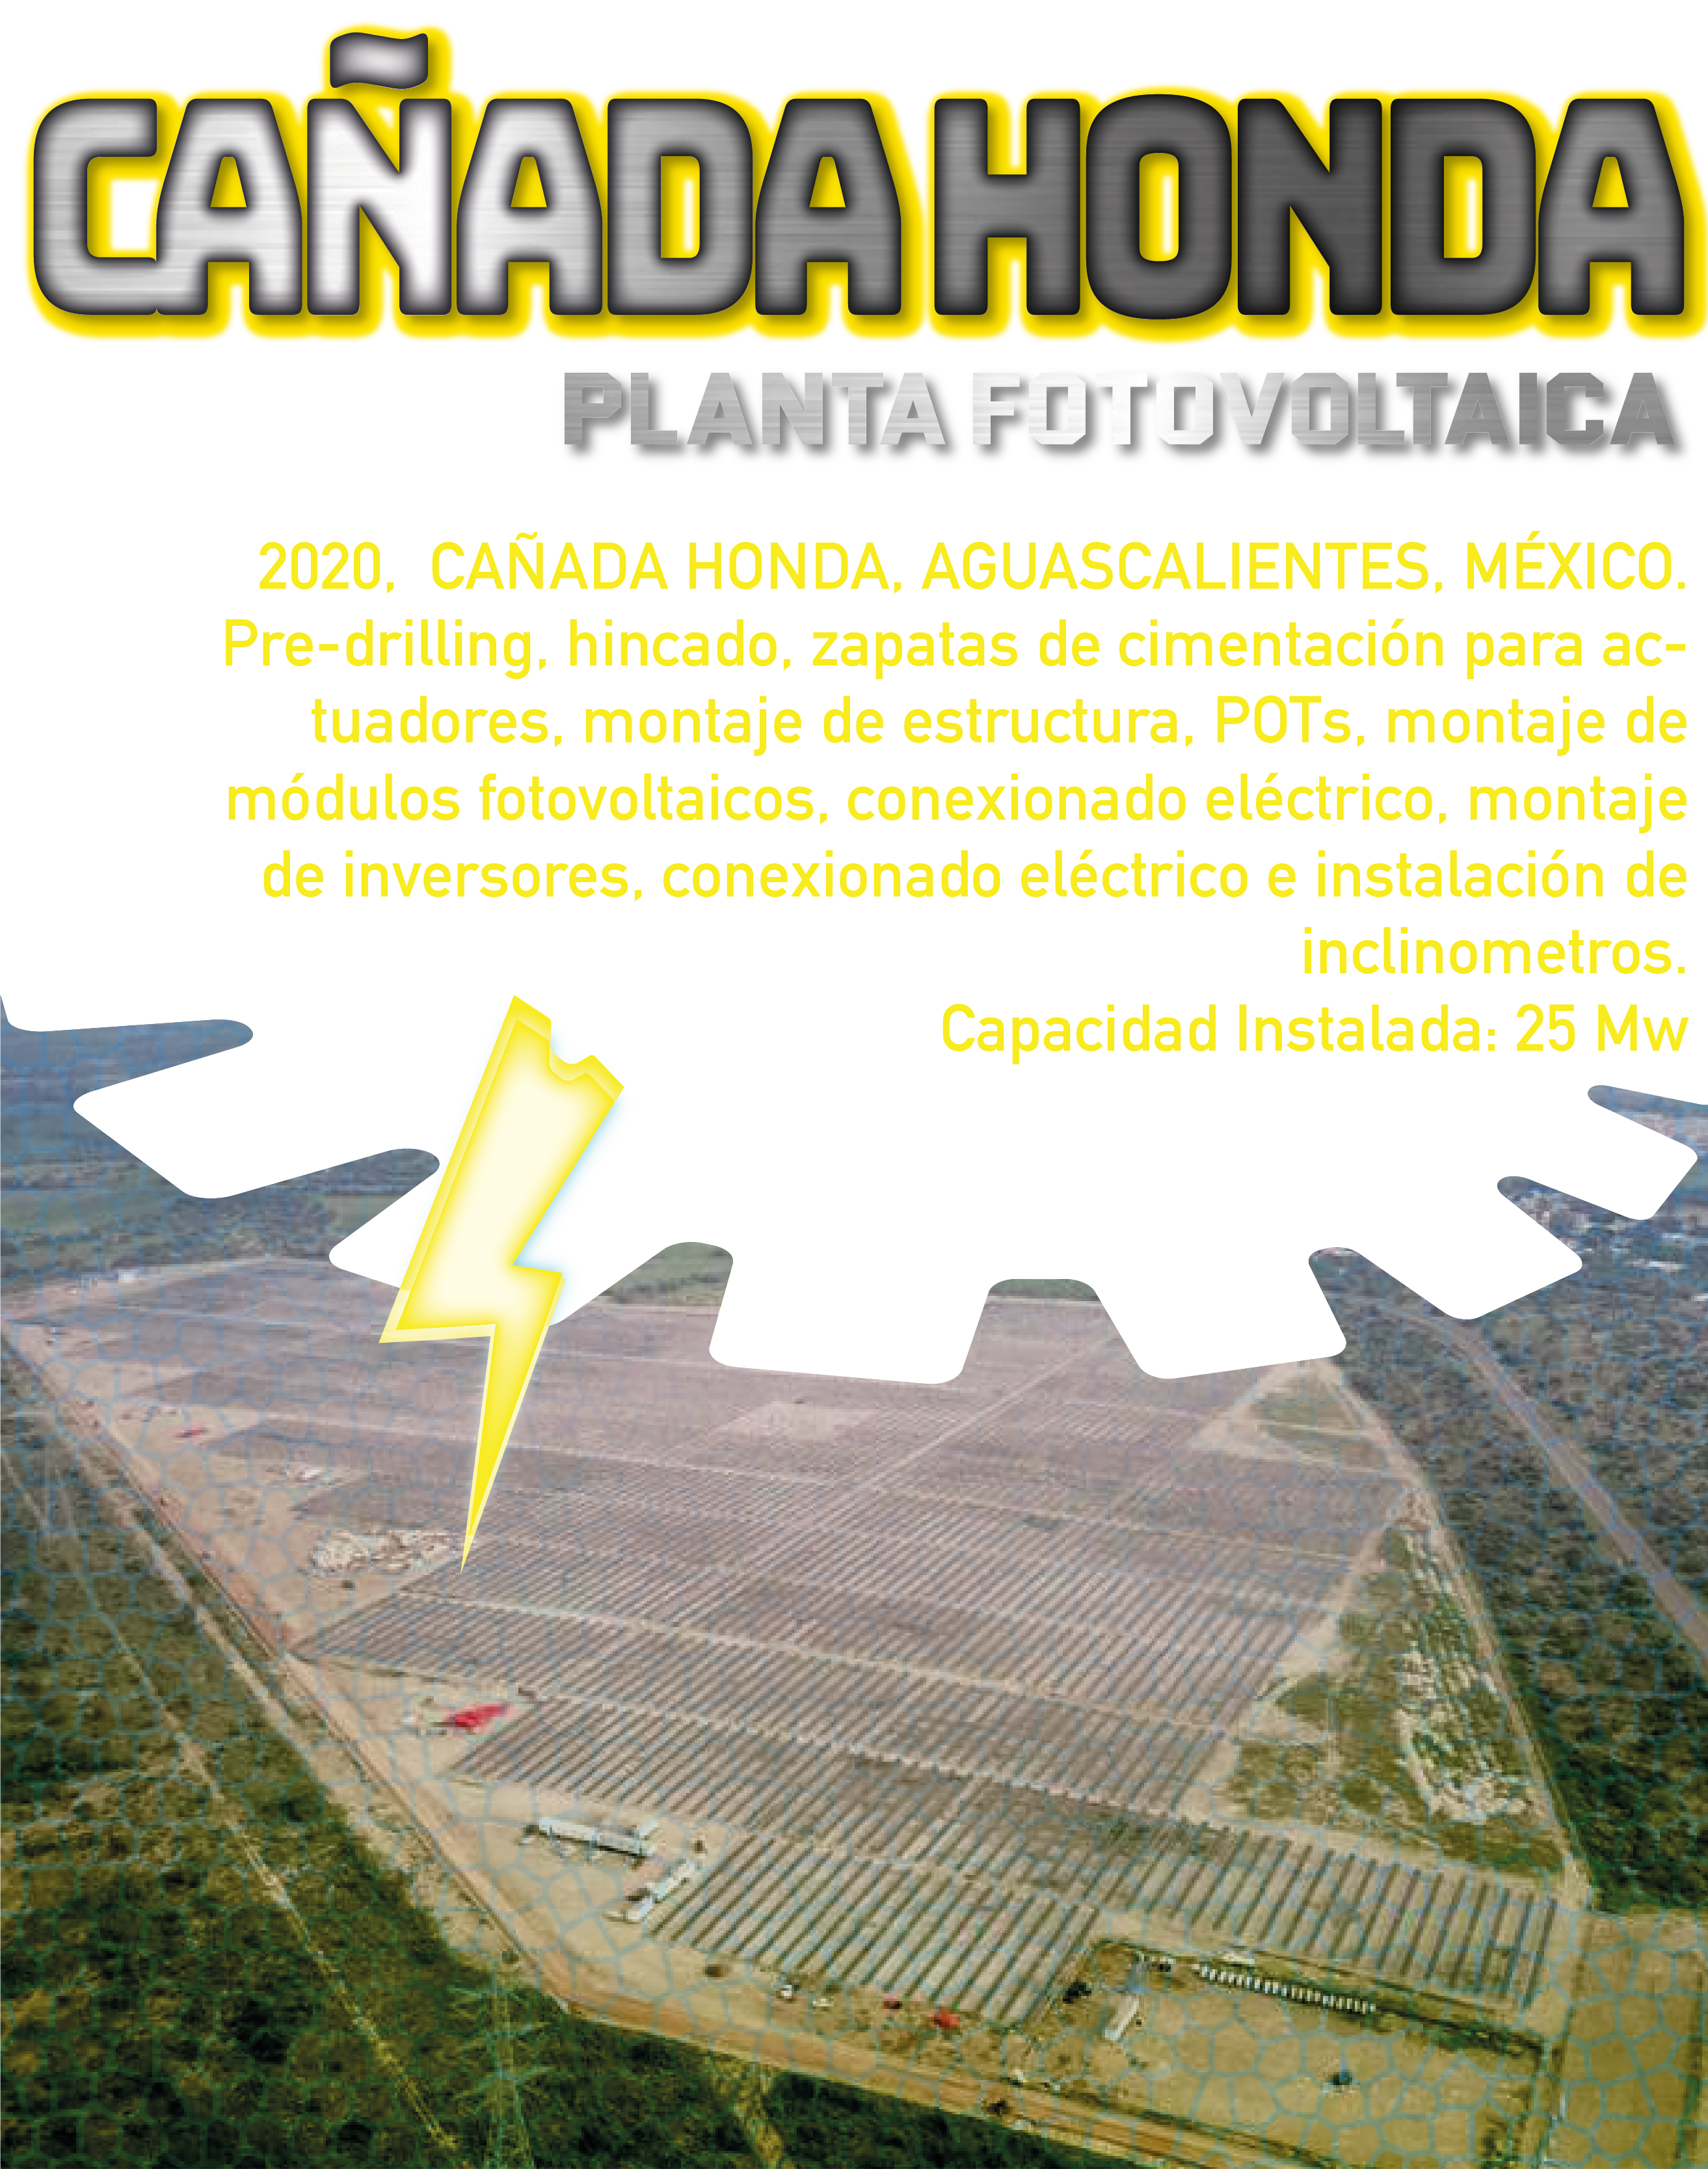 CAÑADA HONDA
PLANTA FOTOVOLTAICA
2020,  CAÑADA HONDA, AGUASCALIENTES, MÉXICO.
Pre-drilling, hincado, zapatas de cimentación para ac-
tuadores, montaje de estructura, POTs, montaje de
módulos fotovoltaicos, conexionado eléctrico, montaje
de inversores, conexionado eléctrico e instalación de
inclinometros.
Capacidad Instalada: 25 Mw